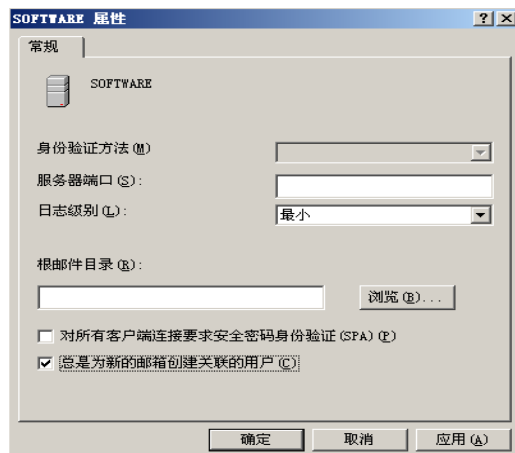 SOFTWARE 属性
常规
SOFTWARE
身份验证方法(M)
服务器端口(S):
日志级别(L):
最小
根邮件目录(R):
浏览(B)...
对所有客户端连接要求安全密码身份验证(SPA)(P)
总是为新的邮箱创建关联的用户(C)
确定
取消
应用(A)